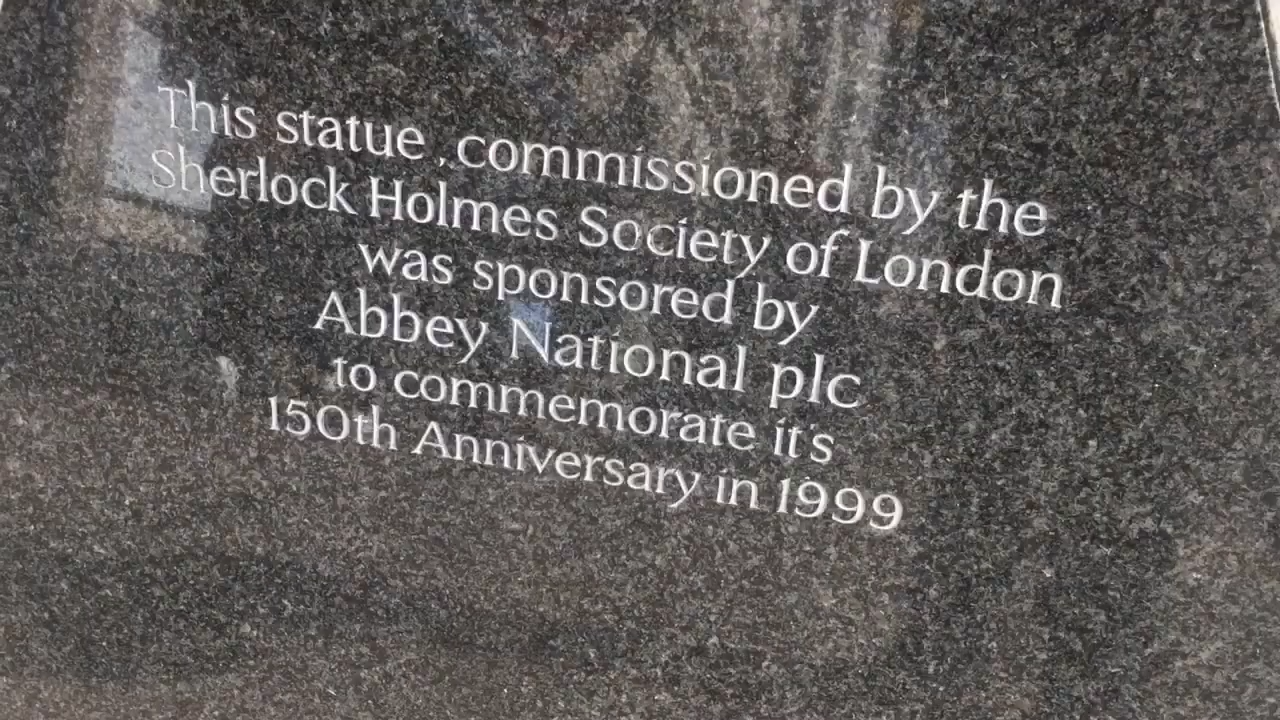 This statue ,commissioned by the
Sherlock Holmes Society of London
was sponsored by
Abbey National plc
to commemorate it's
150th Anniversary in 1999